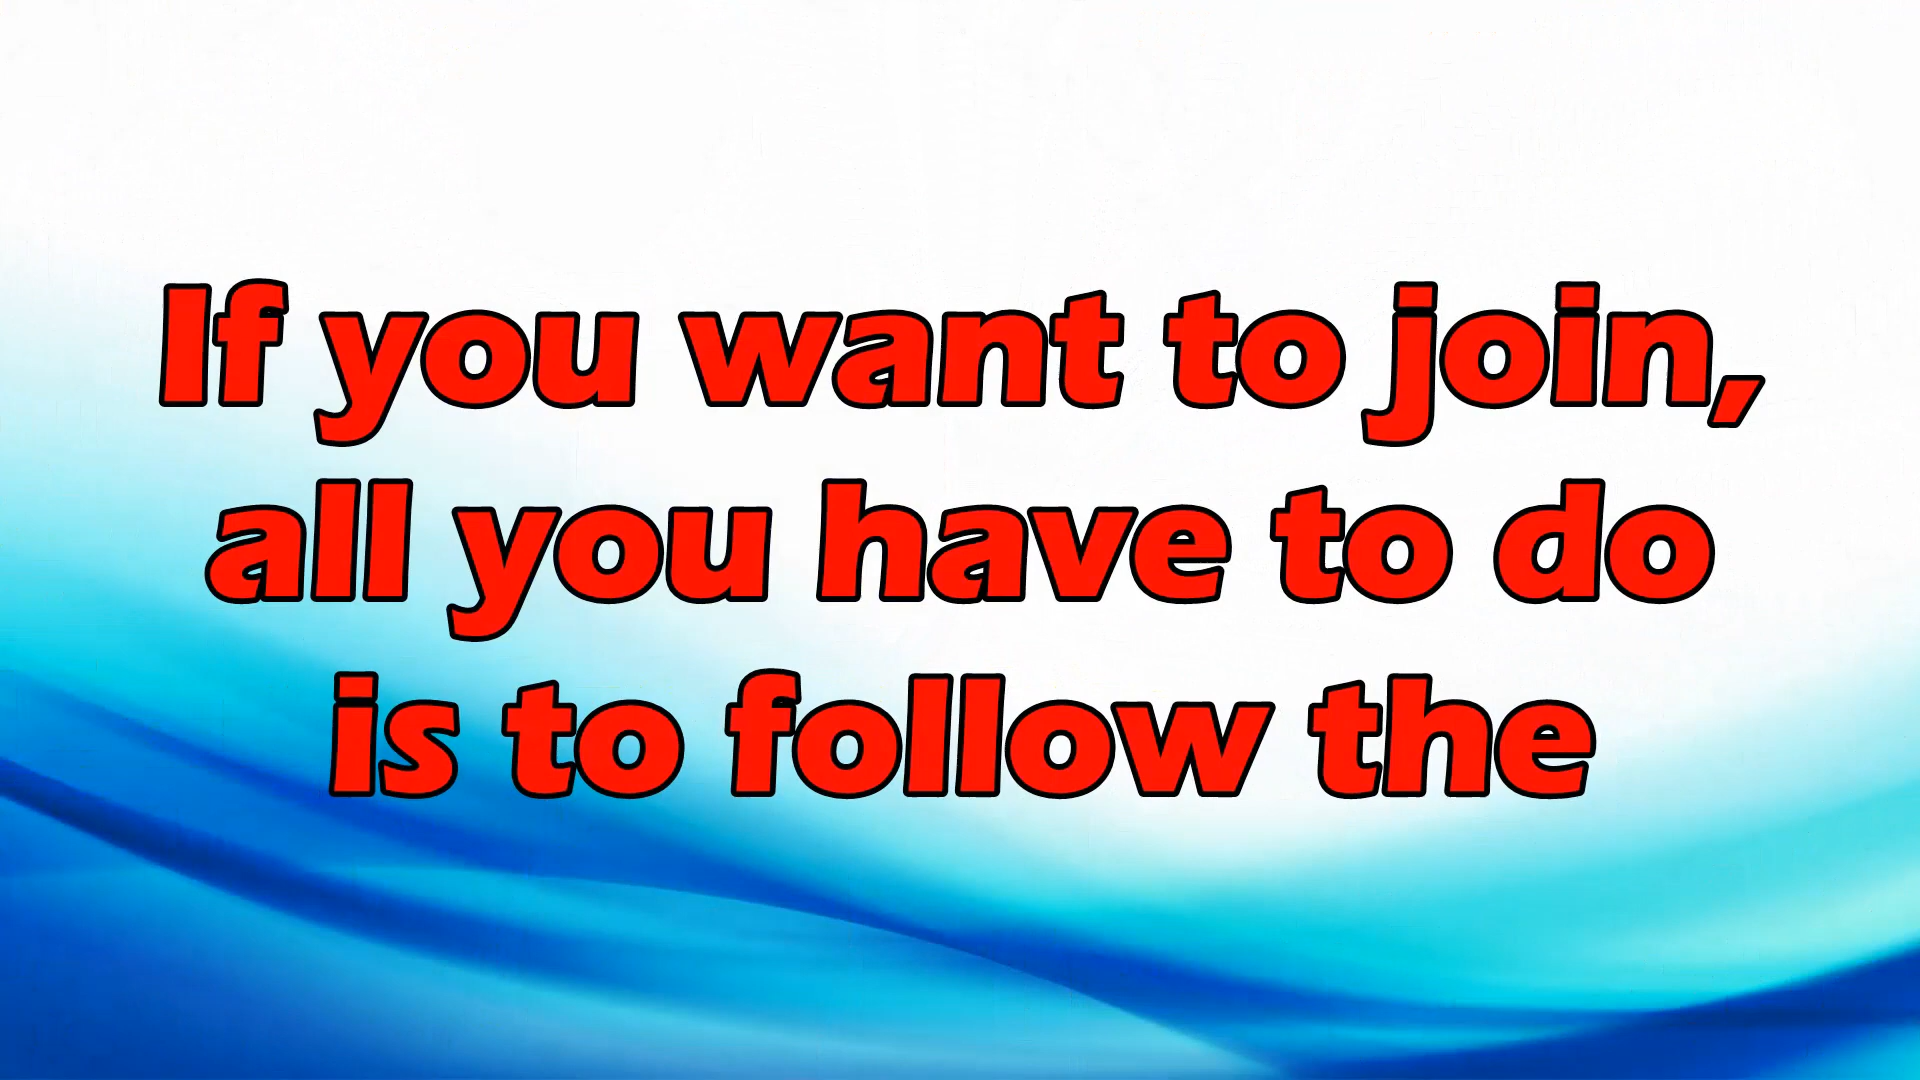 If you want to join,
all you have to do
is to follow the